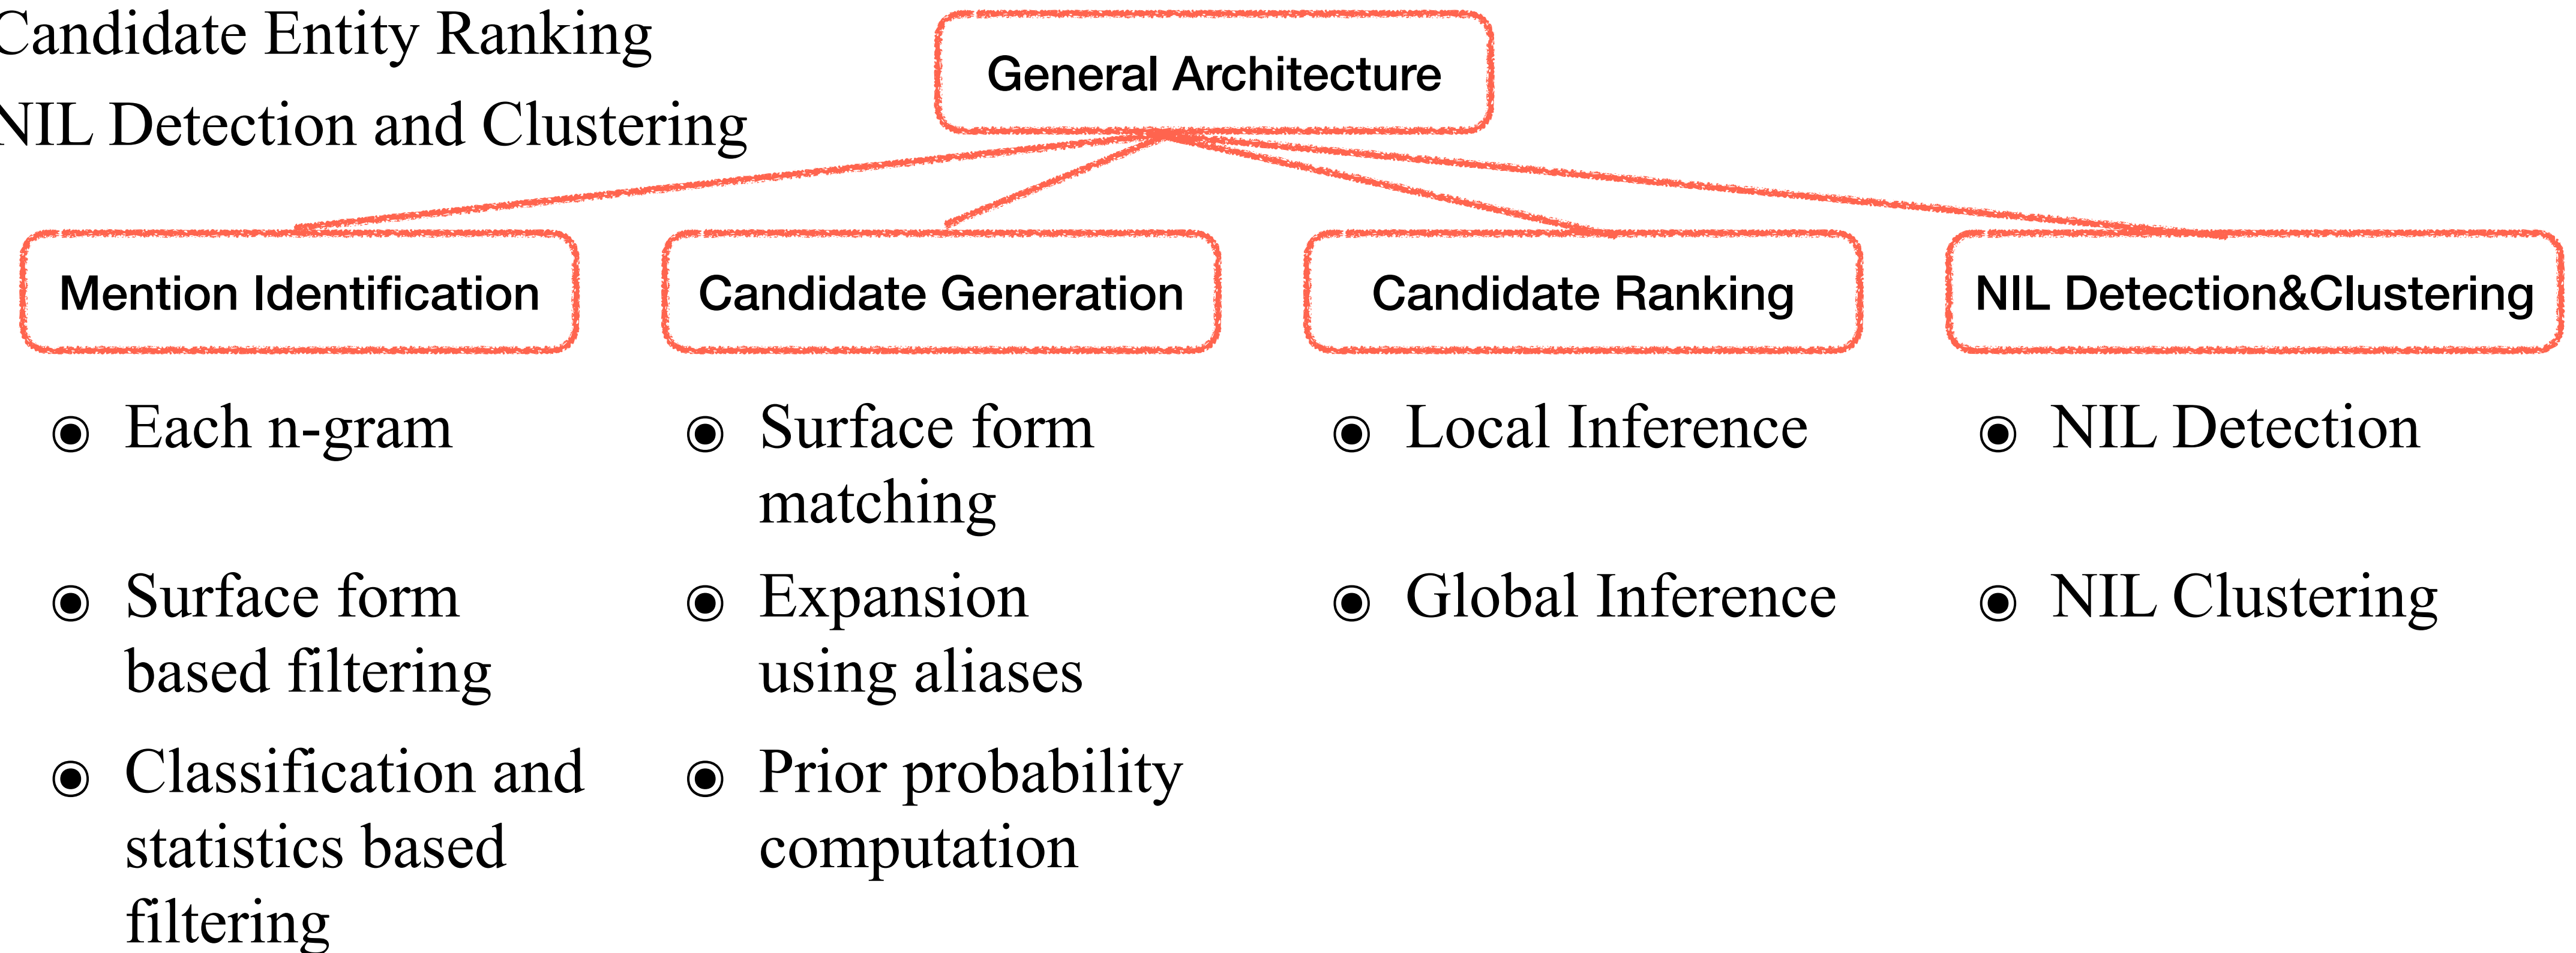 Candidate Entity Ranking
NIL Detection and Clustering
General Architecture
Mention Identification
Candidate Generation
Candidate Ranking
NIL Detection&Clustering
◉ Each n-gram
◉ Surface form
based filtering
◉ Classification and
statistics based
filtering
◉ Surface form
matching
◉ Expansion
using aliases
◉ Prior probability
computation
◉ Local Inference
◉ Global Inference
◉ NIL Detection
◉ NIL Clustering